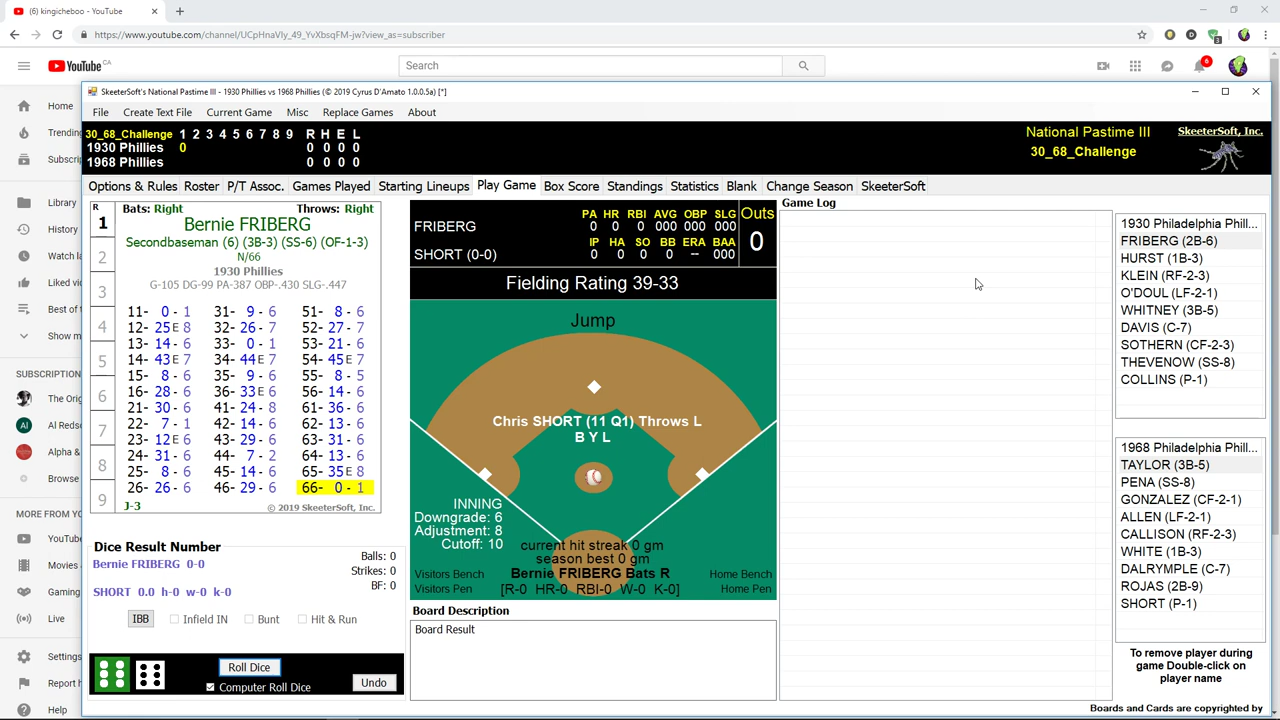 (6) kingicheboo - YouTube
https://www.youtube.com/channel/UCpHnaVIy_49_YvXbsqFM-jw?view_as=subscriber
YouTube CA
Search
6
SkeeterSoft's National Pastime III - 1930 Phillies vs 1968 Phillies (© 2019 Cyrus D'Amato 1.0.0.5a) [*]
File Create Text File Current Game Misc Replace Games About
30_68_Challenge 1 2 3 4 5 6 7 8 9 R H E L
1930 Phillies 0 0 0 0 0
1968 Phillies 0 0 0 0
National Pastime III
30_68_Challenge
SkeeterSoft, Inc.
Options & Rules Roster P/T Assoc. Games Played Starting Lineups Play Game Box Score Standings Statistics Blank Change Season SkeeterSoft
Home
Trending
Subscrip
Library
History
Watch la
Liked vid
Best of t
Show m
SUBSCRIPTION
The Orig
Al Redso
Alpha &
Browse
MORE FROM YO
YouTube
Movies
Gaming
Live
Settings
Report h
Help
R
1
2
3
4
5
6
7
8
9
Bats: Right Throws: Right
Bernie FRIBERG
Secondbaseman (6) (3B-3) (SS-6) (OF-1-3)
N/66
1930 Phillies
G-105 DG-99 PA-387 OBP-.430 SLG-.447
11- 0 - 1 31- 9 - 6 51- 8 - 6
12- 25 E 8 32- 26 - 7 52- 27 - 7
13- 14 - 6 33- 0 - 1 53- 21 - 6
14- 43 E 7 34- 44 E 7 54- 45 E 7
15- 8 - 6 35- 9 - 6 55- 8 - 5
16- 28 - 6 36- 33 E 6 56- 14 - 6
21- 30 - 6 41- 24 - 8 61- 36 - 6
22- 7 - 1 42- 14 - 6 62- 13 - 6
23- 12 E 6 43- 29 - 6 63- 31 - 6
24- 31 - 6 44- 7 - 2 64- 13 - 6
25- 8 - 6 45- 14 - 6 65- 35 E 8
26- 26 - 6 46- 29 - 6 66- 0 - 1
J-3 © 2019 SkeeterSoft, Inc.
Dice Result Number
Bernie FRIBERG 0-0
SHORT 0.0 h-0 w-0 k-0
Balls: 0
Strikes: 0
BF: 0
IBB Infield IN Bunt Hit & Run
Roll Dice
Computer Roll Dice
Undo
PA HR RBI AVG OBP SLG Outs
FRIBERG 0 0 0 000 000 000 0
IP HA SO BB ERA BAA
SHORT (0-0) 0 0 0 0 -- 000
Fielding Rating 39-33
Jump
Chris SHORT (11 Q1) Throws L
B Y L
INNING
Downgrade: 6
Adjustment: 8
Cutoff: 10
current hit streak 0 gm
season best 0 gm
Bernie FRIBERG Bats R
[R-0 HR-0 RBI-0 W-0 K-0]
Visitors Bench
Visitors Pen
Home Bench
Home Pen
Board Description
Board Result
Game Log
1930 Philadelphia Phill...
FRIBERG (2B-6)
HURST (1B-3)
KLEIN (RF-2-3)
O'DOUL (LF-2-1)
WHITNEY (3B-5)
DAVIS (C-7)
SOTHERN (CF-2-3)
THEVENOW (SS-8)
COLLINS (P-1)
1968 Philadelphia Phill...
TAYLOR (3B-5)
PENA (SS-8)
GONZALEZ (CF-2-1)
ALLEN (LF-2-1)
CALLISON (RF-2-3)
WHITE (1B-3)
DALRYMPLE (C-7)
ROJAS (2B-9)
SHORT (P-1)
To remove player during
game Double-click on
player name
Boards and Cards are copyrighted by